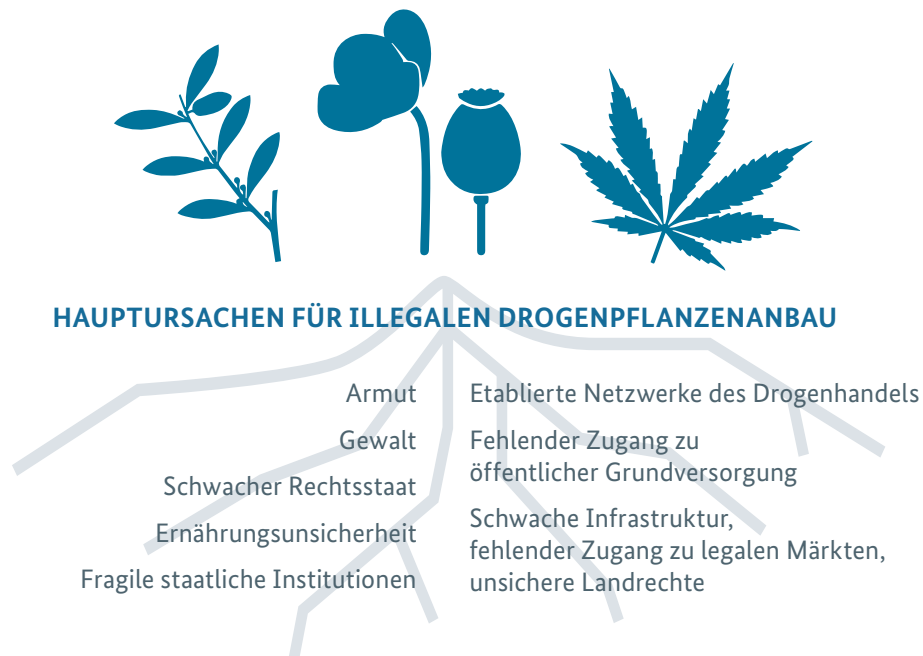 HAUPTURSACHEN FÜR ILLEGALEN DROGENPFLANZENANBAU
Armut
Gewalt
Schwacher Rechtsstaat
Ernährungsunsicherheit
Fragile staatliche Institutionen
Etablierte Netzwerke des Drogenhandels
Fehlender Zugang zu
öffentlicher Grundversorgung
Schwache Infrastruktur,
fehlender Zugang zu legalen Märkten,
unsichere Landrechte